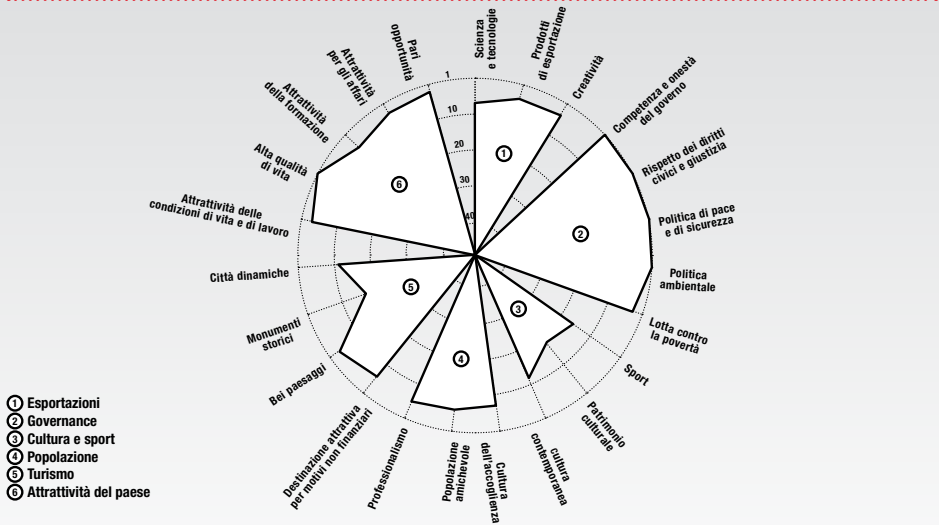 Scienza
e tecnologie
Prodotti
di esportazione
Creatività
Competenza e onestà
del governo
Rispetto dei diritti
civici e giustizia
Politica di pace
e di sicurezza
Politica
ambientale
Lotta contro
la povertà
Sport
Patrimonio
culturale
cultura
contemporanea
Cultura
dell'accoglienza
Popolazione
amichevole
Professionalismo
Destinazione attrattiva
per motivi non finanziari
Bei paesaggi
Monumenti
storici
Città dinamiche
Attrattività delle
condizioni di vita e di lavoro
Alta qualità
di vita
Attrattività
della formazione
Attrattività
per gli affari
Pari
opportunità
1
10
20
30
40
1
2
3
4
5
6
1 Esportazioni
2 Governance
3 Cultura e sport
4 Popolazione
5 Turismo
6 Attrattività del paese